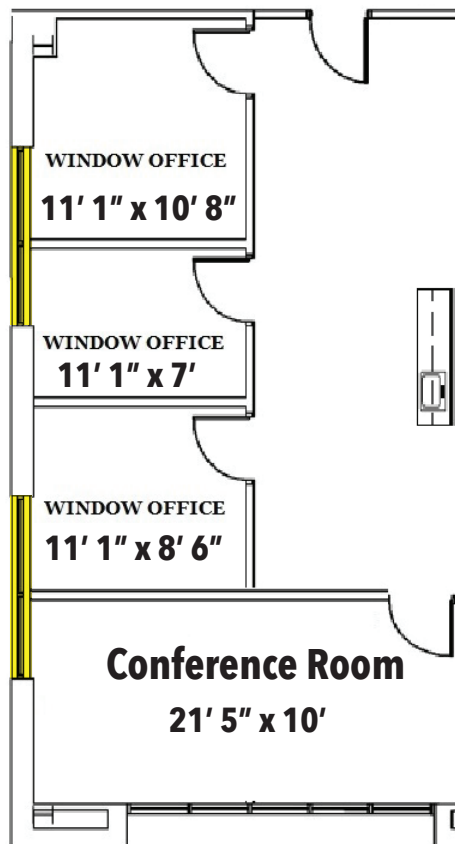 WINDOW OFFICE
11’ 1” x 10’ 8”
WINDOW OFFICE
11’ 1” x 7’
WINDOW OFFICE
11’ 1” x 8’ 6”
Conference Room
21’ 5” x 10’